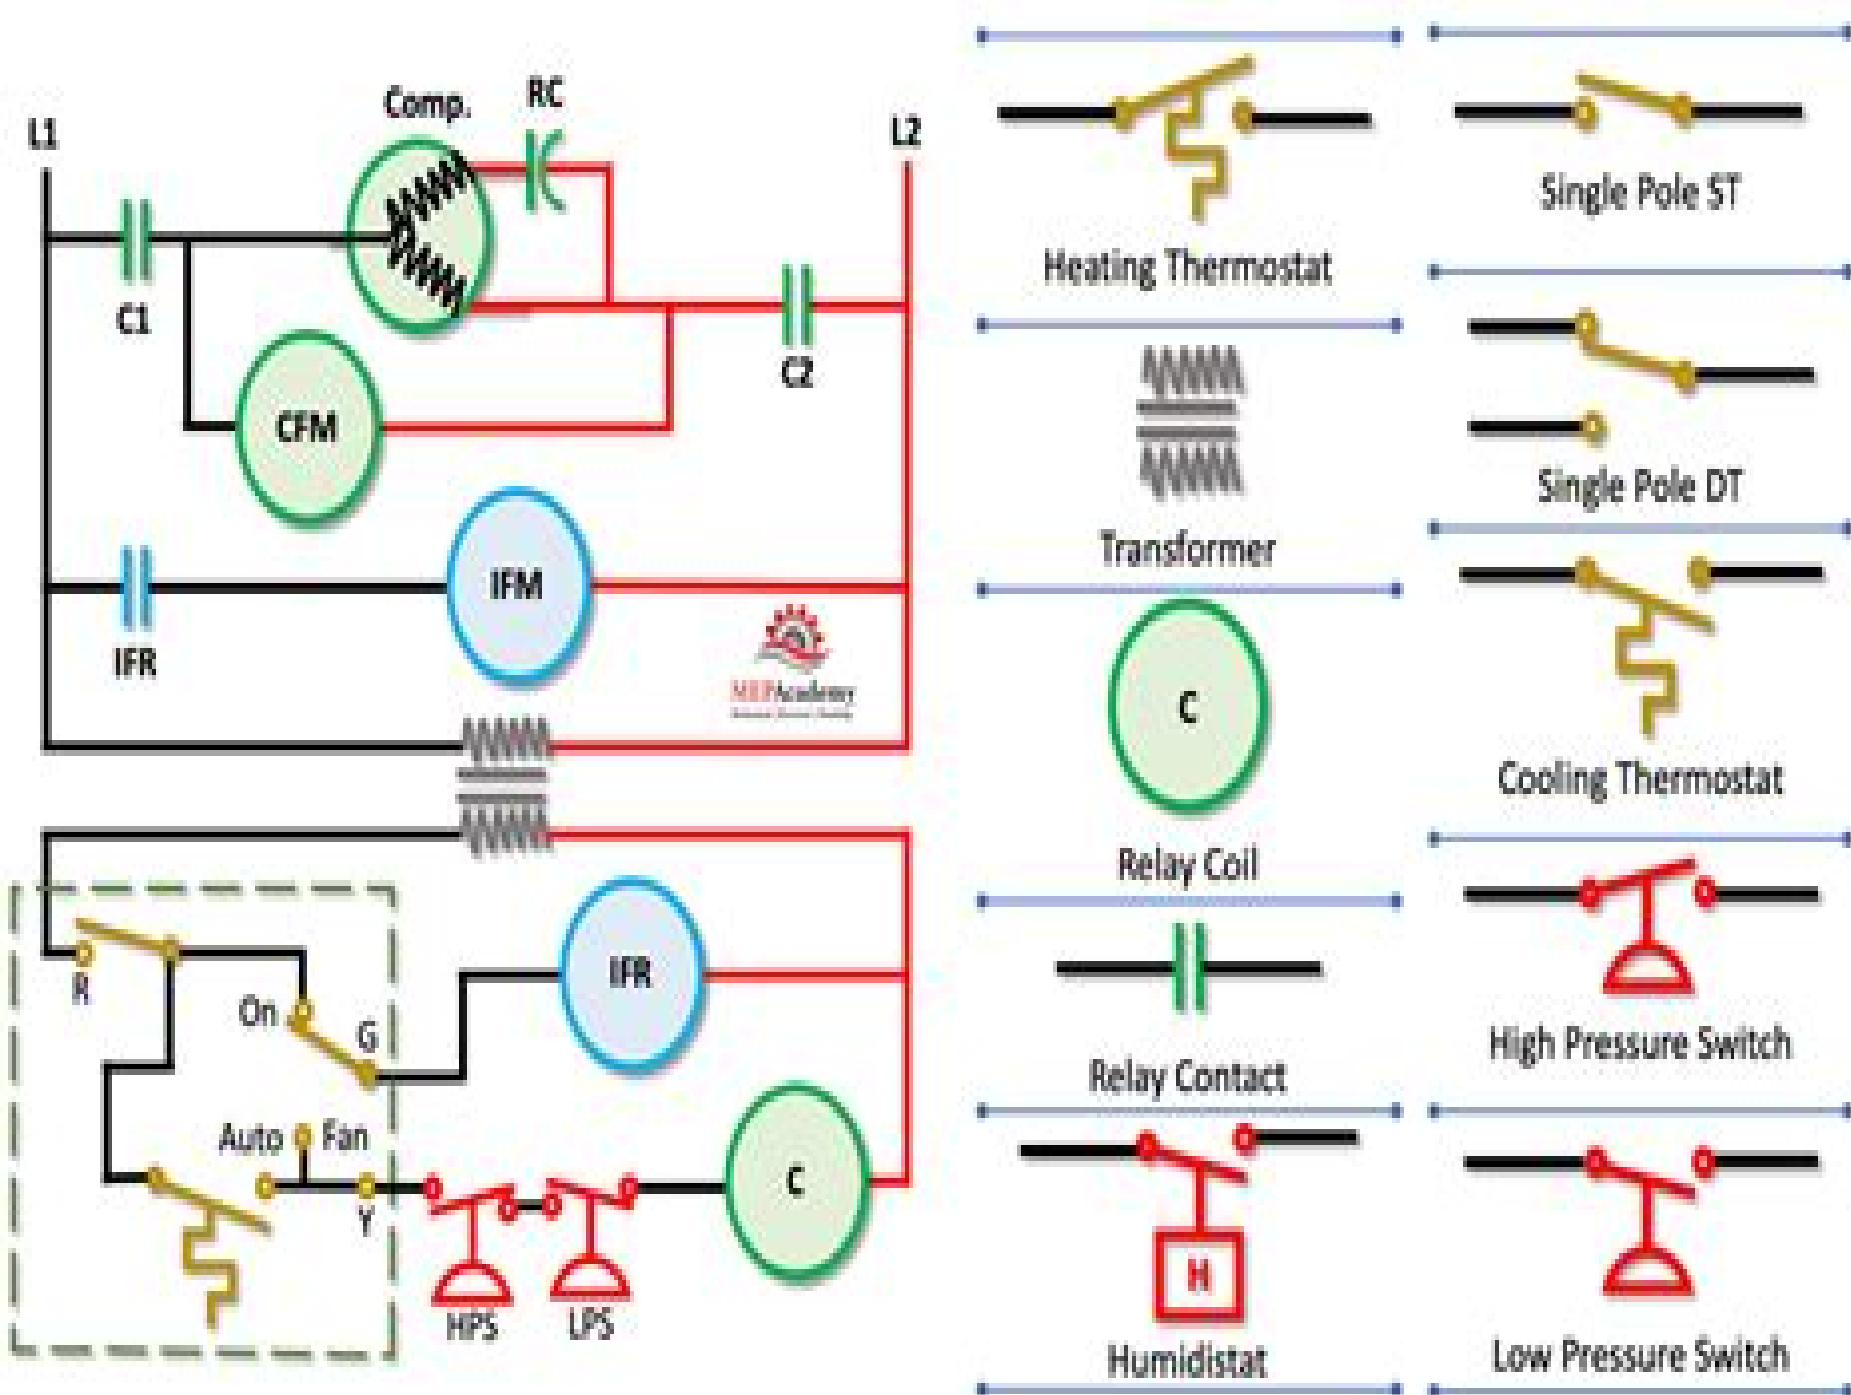 L1
Comp.
RC
L2
C1
C2
CFM
IFM
IFR
MEPAcademy
IFR
R
On
G
Auto
Fan
Y
C
HPS
LPS
Heating Thermostat
Transformer
C
Relay Coil
Relay Contact
H
Humidistat
Single Pole ST
Single Pole DT
Cooling Thermostat
High Pressure Switch
Low Pressure Switch